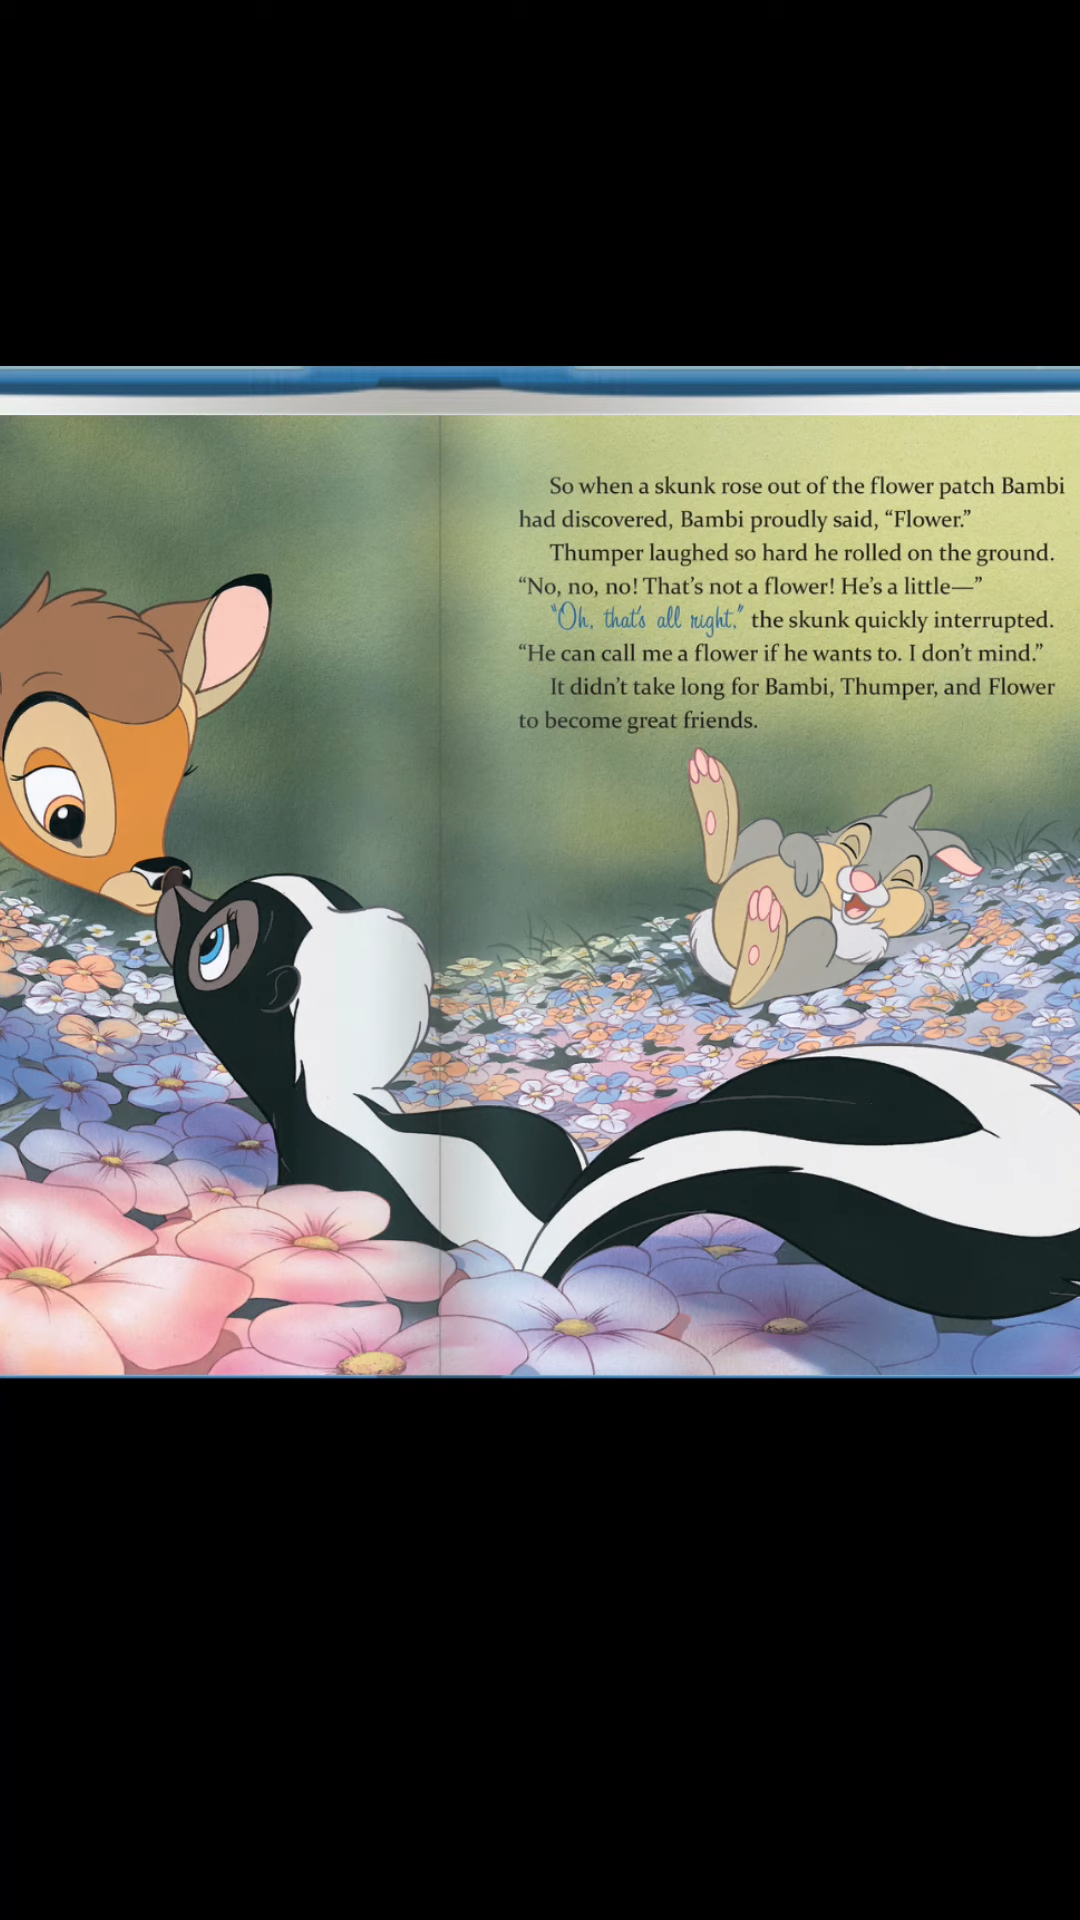 So when a skunk rose out of the flower patch Bambi
had discovered, Bambi proudly said, “Flower.”
Thumper laughed so hard he rolled on the ground.
“No, no, no! That’s not a flower! He’s a little—”
“Oh, that’s all right,” the skunk quickly interrupted.
“He can call me a flower if he wants to. I don’t mind.”
It didn’t take long for Bambi, Thumper, and Flower
to become great friends.